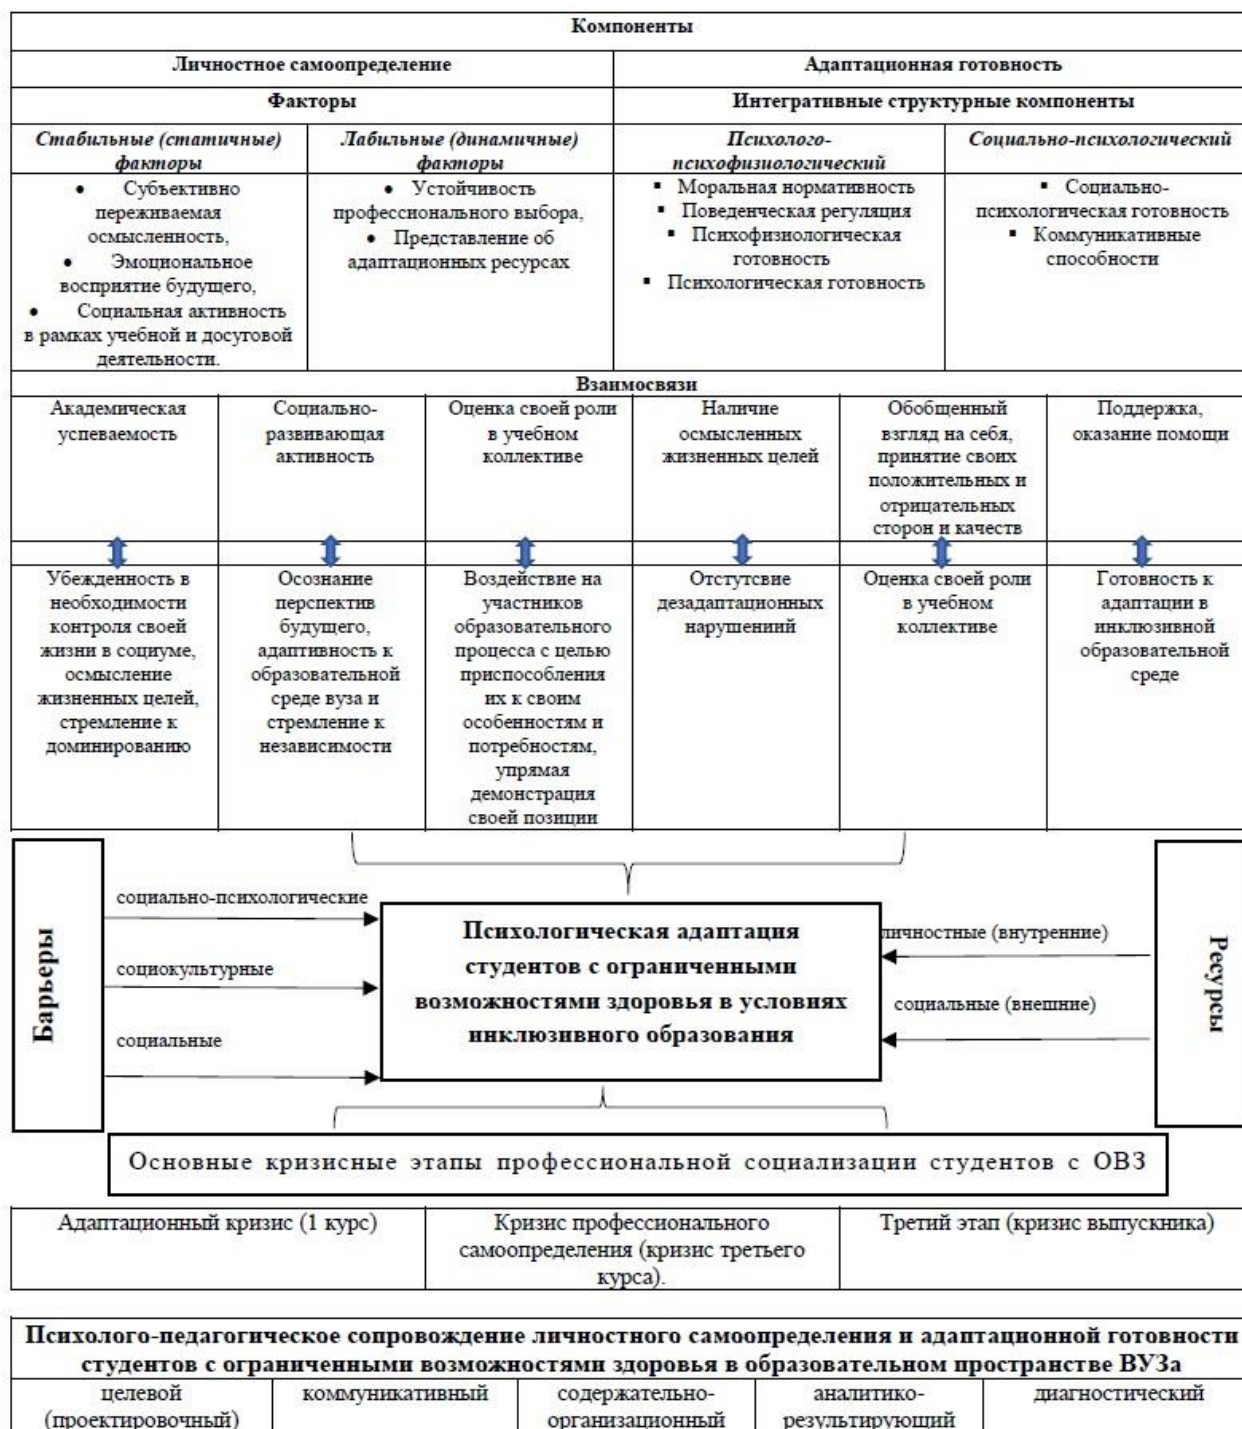 Компоненты
Личностное самоопределение
Адаптационная готовность
Факторы
Интегративные структурные компоненты
Стабильные (статичные)
факторы
Лабильные (динамичные)
факторы
Психолого-
психофизиологический
Социально-психологический
• Субъективно
переживаемая
осмысленность,
• Эмоциональное
восприятие будущего,
• Социальная активность
в рамках учебной и досуговой
деятельности.
• Устойчивость
профессионального выбора,
• Представление об
адаптационных ресурсах
▪ Моральная нормативность
▪ Поведенческая регуляция
▪ Психофизиологическая
готовность
▪ Психологическая готовность
▪ Социально-
психологическая готовность
▪ Коммуникативные
способности
Взаимосвязи
Академическая
успеваемость
Социально-
развивающая
активность
Оценка своей роли
в учебном
коллективе
Наличие
осмысленных
жизненных целей
Обобщенный
взгляд на себя,
принятие своих
положительных и
отрицательных
сторон и качеств
Поддержка,
оказание помощи
Убежденность в
необходимости
контроля своей
жизни в социуме,
осмысление
жизненных целей,
стремление к
доминированию
Осознание
перспектив
будущего,
адаптивность к
образовательной
среде вуза и
стремление к
независимости
Воздействие на
участников
образовательного
процесса с целью
приспособления
их к своим
особенностям и
потребностям,
упрямая
демонстрация
своей позиции
Отстутсвие
дезадаптационных
нарушениий
Оценка своей роли
в учебном
коллективе
Готовность к
адаптации в
инклюзивной
образовательной
среде
Барьеры
социально-психологические
социокультурные
социальные
Психологическая адаптация
студентов с ограниченными
возможностями здоровья в условиях
инклюзивного образования
личностные (внутренние)
социальные (внешние)
Ресурсы
Основные кризисные этапы профессиональной социализации студентов с ОВЗ
Адаптационный кризис (1 курс)
Кризис профессионального
самоопределения (кризис третьего
курса).
Третий этап (кризис выпускника)
Психолого-педагогическое сопровождение личностного самоопределения и адаптационной готовности
студентов с ограниченными возможностями здоровья в образовательном пространстве ВУЗа
целевой
(проектировочный)
коммуникативный
содержательно-
организационный
аналитико-
результирующий
диагностический